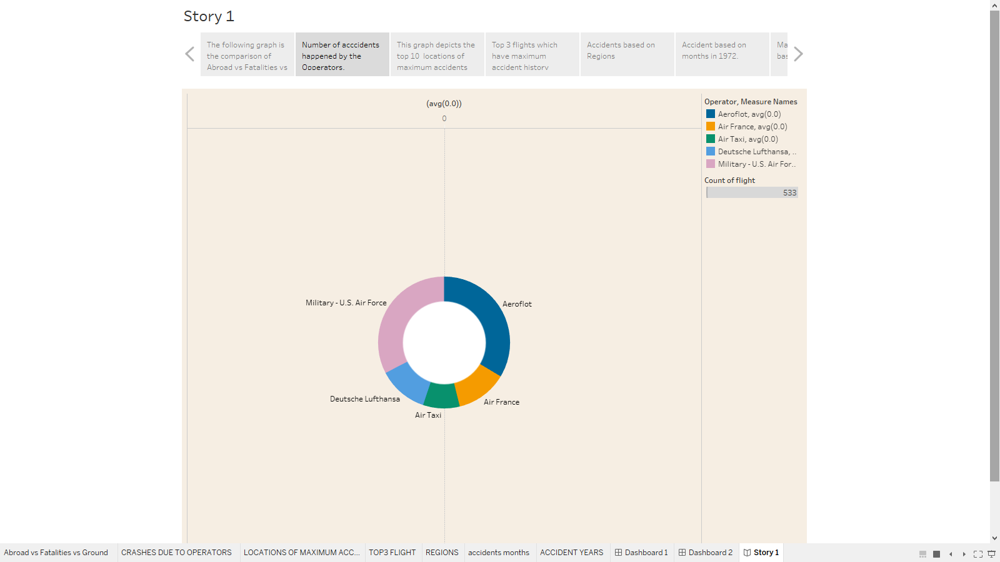 Story 1
The following graph is
the comparison of
Abroad vs Fatalities vs
Number of acccidents
happened by the
Opperators.
This graph depicts the
top 10 locations of
maximum accidents
Top 3 flights which
have maximum
accident history
Accidents based on
Regions
Accident based on
months in 1972.
Ma
bas
(avg(0.0))
0
Operator, Measure Names
Aeroflot, avg(0.0)
Air France, avg(0.0)
Air Taxi, avg(0.0)
Deutsche Lufthansa, ..
Military - U.S. Air For..
Count of flight
533
Military - U.S. Air Force
Aeroflot
Deutsche Lufthansa
Air France
Air Taxi
Abroad vs Fatalities vs Ground
CRASHES DUE TO OPERATORS
LOCATIONS OF MAXIMUM ACC...
TOP3 FLIGHT
REGIONS
accidents months
ACCIDENT YEARS
Dashboard 1
Dashboard 2
Story 1